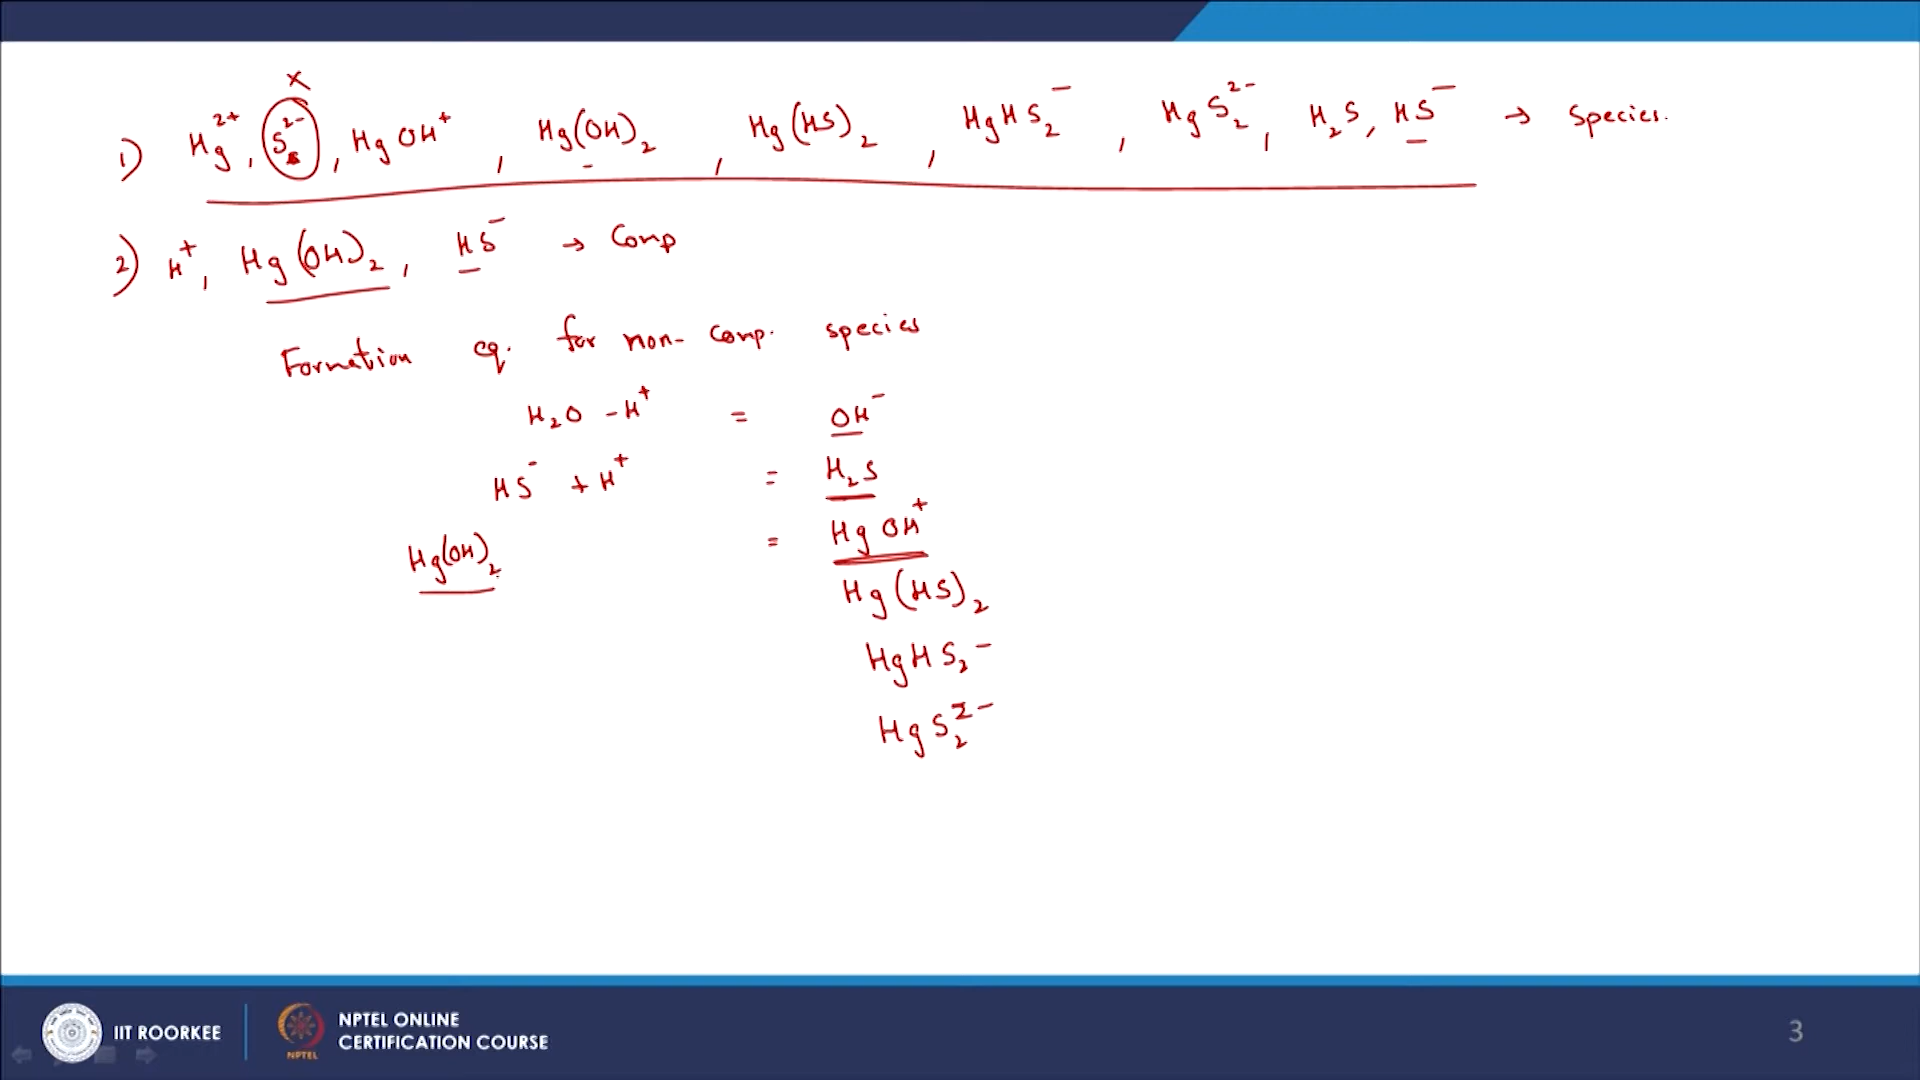 x
1) Hg²⁺, S²⁻, HgOH⁺, Hg(OH)₂, Hg(HS)₂, HgHS₂⁻, HgS₂²⁻, H₂S, HS⁻ → Species.
2) H⁺, Hg(OH)₂, HS⁻ → Comp
Formation eq. for non-comp. species
H₂O - H⁺ = OH⁻
HS⁻ + H⁺ = H₂S
Hg(OH)₂ = HgOH⁺
Hg(HS)₂
HgHS₂⁻
HgS₂²⁻
IIT ROORKEE
NPTEL
NPTEL ONLINE
CERTIFICATION COURSE
3